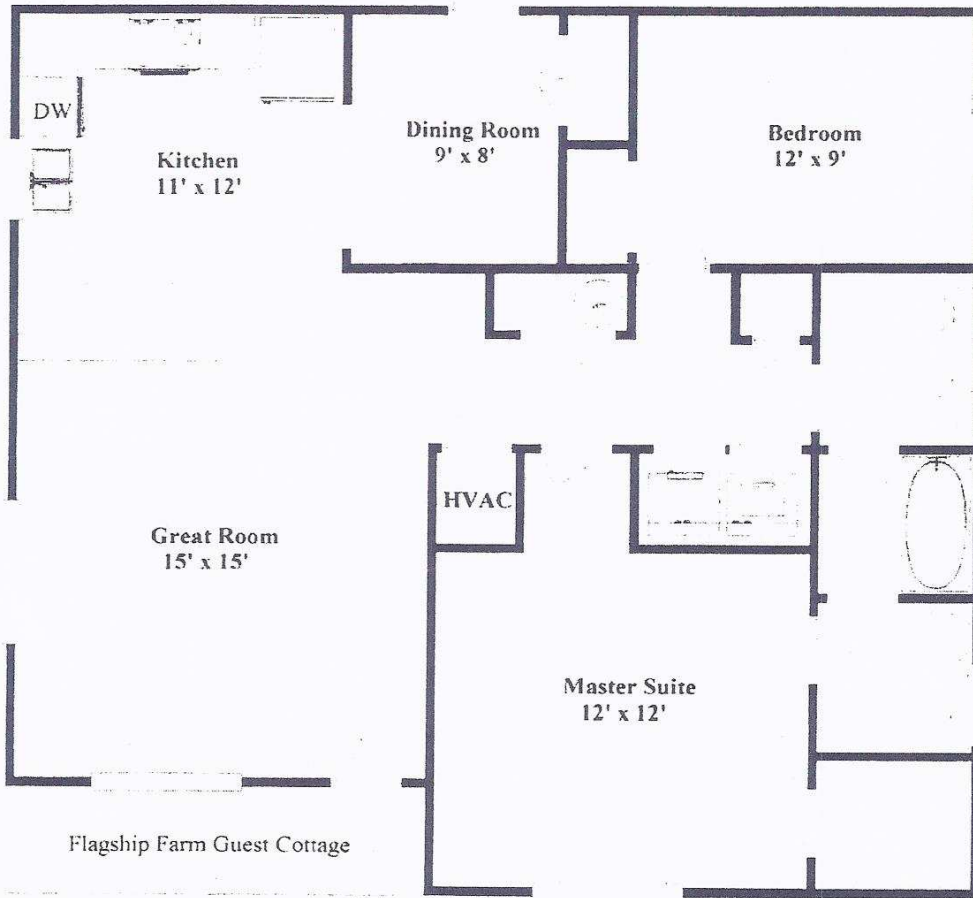 DW
Kitchen
11' x 12'
Dining Room
9' x 8'
Bedroom
12' x 9'
HVAC
Great Room
15' x 15'
Master Suite
12' x 12'
Flagship Farm Guest Cottage